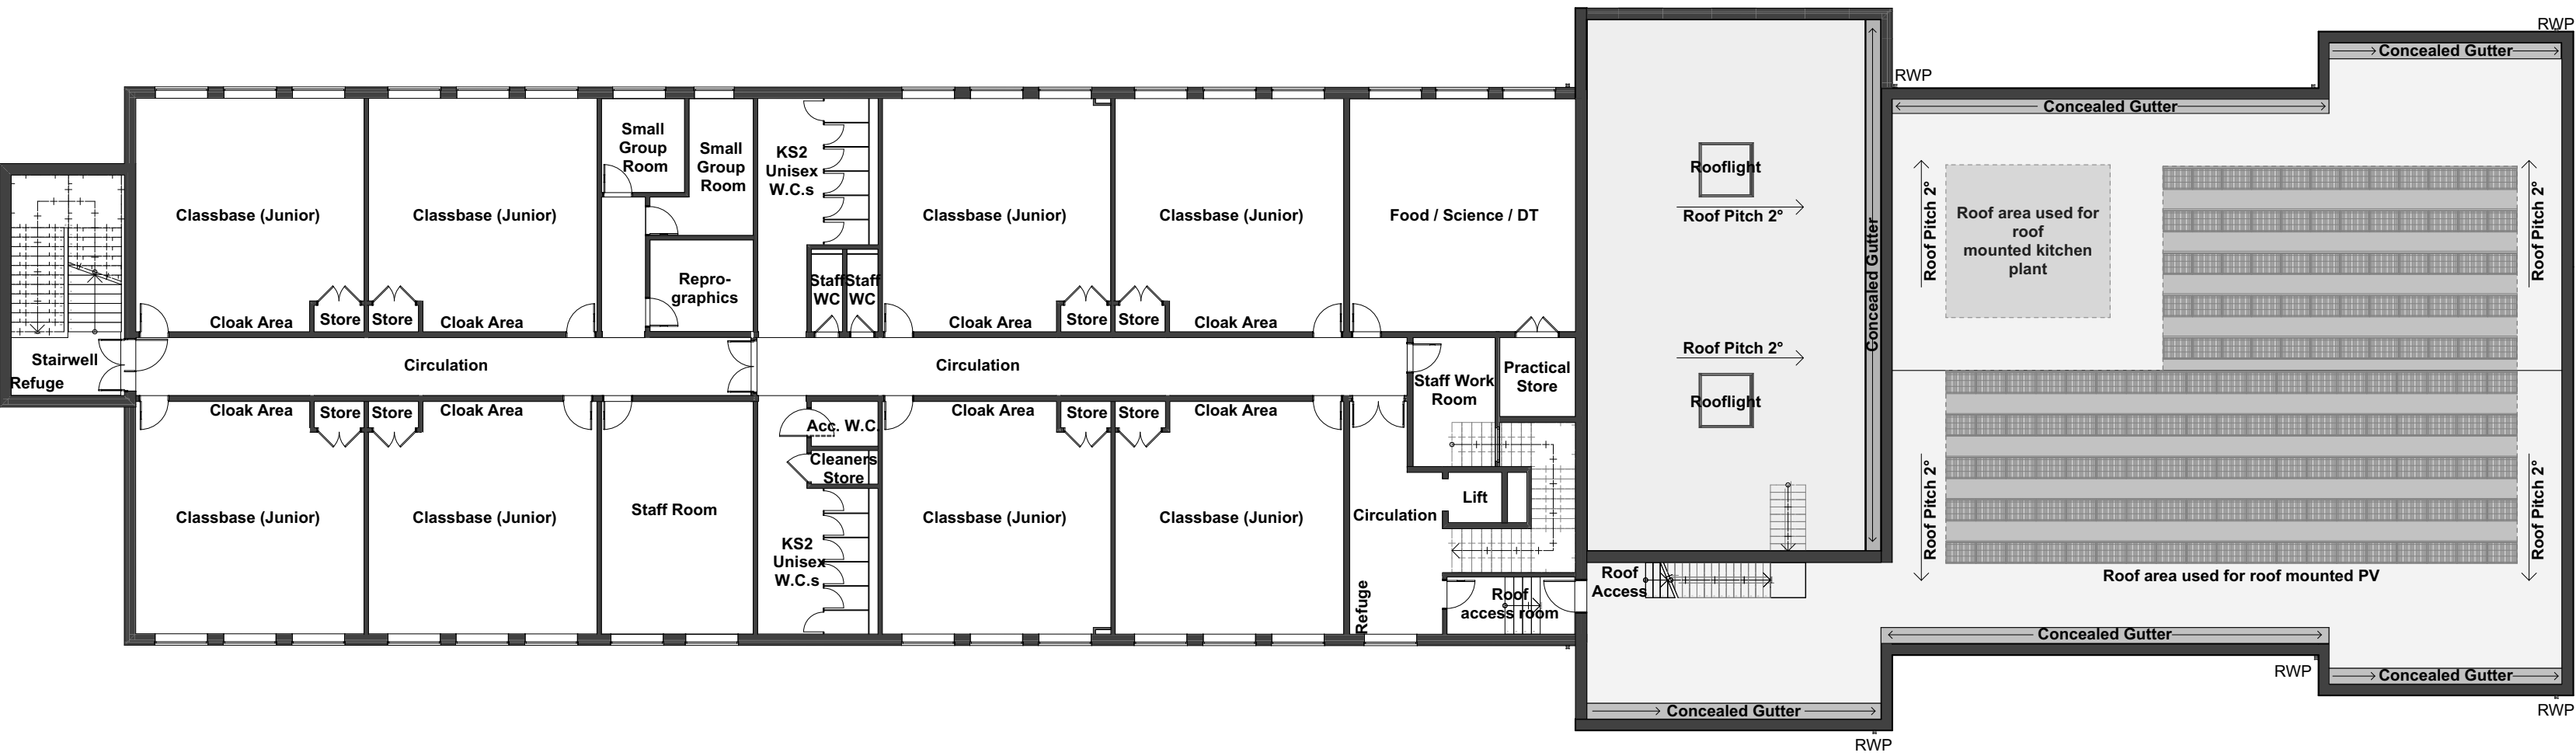 RWP
Concealed Gutter
RWP
Concealed Gutter
Small
Group
Room
Small
Group
Room
KS2
Unisex
W.C.s
Rooflight
Classbase (Junior)
Classbase (Junior)
Classbase (Junior)
Classbase (Junior)
Food / Science / DT
Roof Pitch 2°
Concealed Gutter
Roof Pitch 2°
Roof area used for
roof
mounted kitchen
plant
Roof Pitch 2°
Repro-
graphics
Staff
WC
Staff
WC
Cloak Area
Store
Store
Cloak Area
Cloak Area
Store
Store
Cloak Area
Stairwell
Refuge
Circulation
Circulation
Staff Work
Room
Practical
Store
Roof Pitch 2°
Rooflight
Cloak Area
Store
Store
Cloak Area
Acc. W.C.
Cloak Area
Store
Store
Cloak Area
Cleaners
Store
Classbase (Junior)
Classbase (Junior)
Staff Room
KS2
Unisex
W.C.s
Classbase (Junior)
Classbase (Junior)
Circulation
Lift
Refuge
Roof
access room
Roof
Access
Roof Pitch 2°
Roof Pitch 2°
Roof area used for roof mounted PV
Concealed Gutter
RWP
Concealed Gutter
Concealed Gutter
RWP
RWP